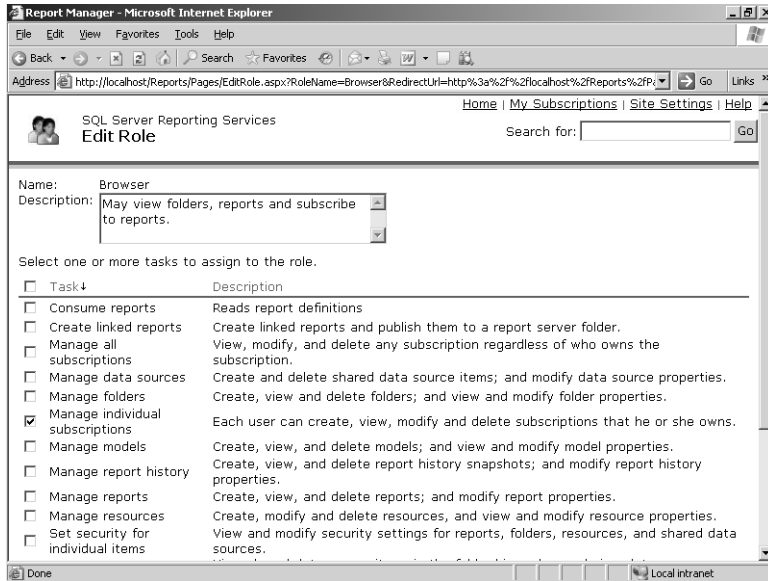 Report Manager - Microsoft Internet Explorer
File Edit View Favorites Tools Help
Back Search Favorites
Address http://localhost/Reports/Pages/EditRole.aspx?RoleName=Browser&RedirectUrl=http%3a%2f%2flocalhost%2fReports%2fPa Go Links »
Home | My Subscriptions | Site Settings | Help
SQL Server Reporting Services
Edit Role
Search for: Go
Name: Browser
Description: May view folders, reports and subscribe
to reports.
Select one or more tasks to assign to the role.
Task↓ Description
Consume reports Reads report definitions
Create linked reports Create linked reports and publish them to a report server folder.
Manage all
subscriptions
View, modify, and delete any subscription regardless of who owns the
subscription.
Manage data sources Create and delete shared data source items; and modify data source properties.
Manage folders Create, view and delete folders; and view and modify folder properties.
Manage individual
subscriptions
Each user can create, view, modify and delete subscriptions that he or she owns.
Manage models Create, view, and delete models; and view and modify model properties.
Manage report history
Create, view, and delete report history snapshots; and modify report history
properties.
Manage reports Create, view, and delete reports; and modify report properties.
Manage resources Create, modify and delete resources, and view and modify resource properties.
Set security for
individual items
View and modify security settings for reports, folders, resources, and shared data
sources.
Done Local intranet